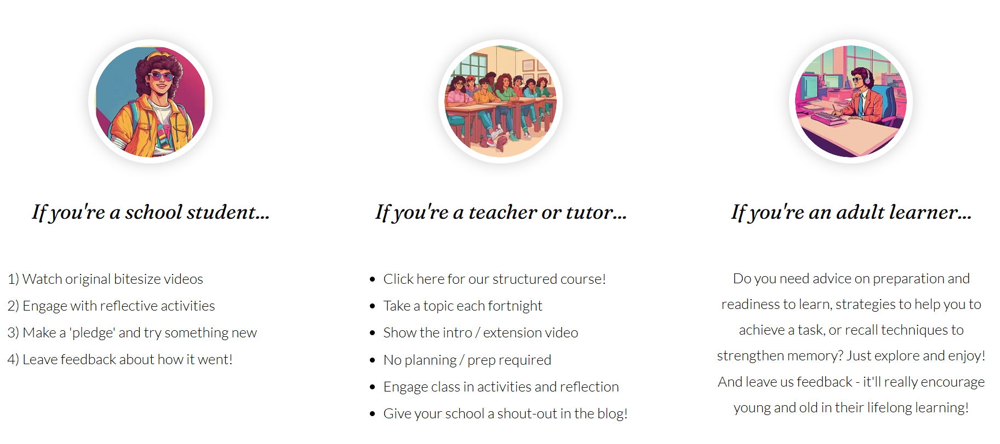 If you're a school student...
1) Watch original bitesize videos
2) Engage with reflective activities
3) Make a 'pledge' and try something new
4) Leave feedback about how it went!
If you're a teacher or tutor...
• Click here for our structured course!
• Take a topic each fortnight
• Show the intro / extension video
• No planning / prep required
• Engage class in activities and reflection
• Give your school a shout-out in the blog!
If you're an adult learner...
Do you need advice on preparation and
readiness to learn, strategies to help you to
achieve a task, or recall techniques to
strengthen memory? Just explore and enjoy!
And leave us feedback - it'll really encourage
young and old in their lifelong learning!